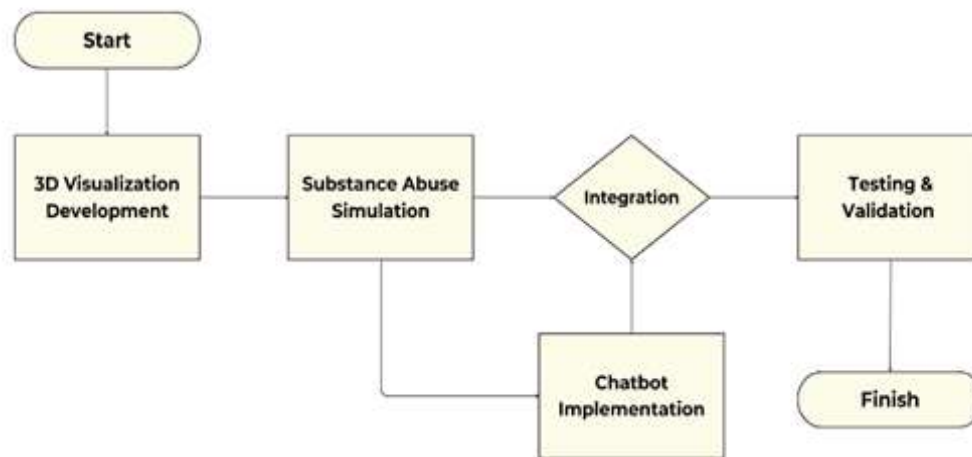 Start
3D Visualization
Development
Substance Abuse
Simulation
Integration
Testing &
Validation
Chatbot
Implementation
Finish